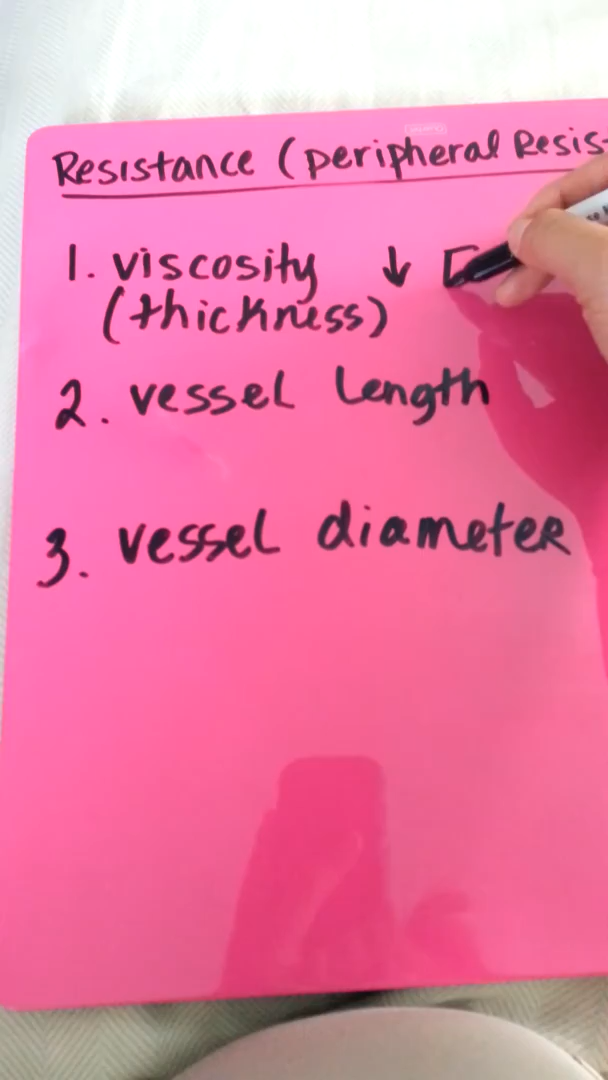 Resistance (peripheral Resis
1. viscosity ↓
(thickness)
2. vessel length
3. vessel diameter